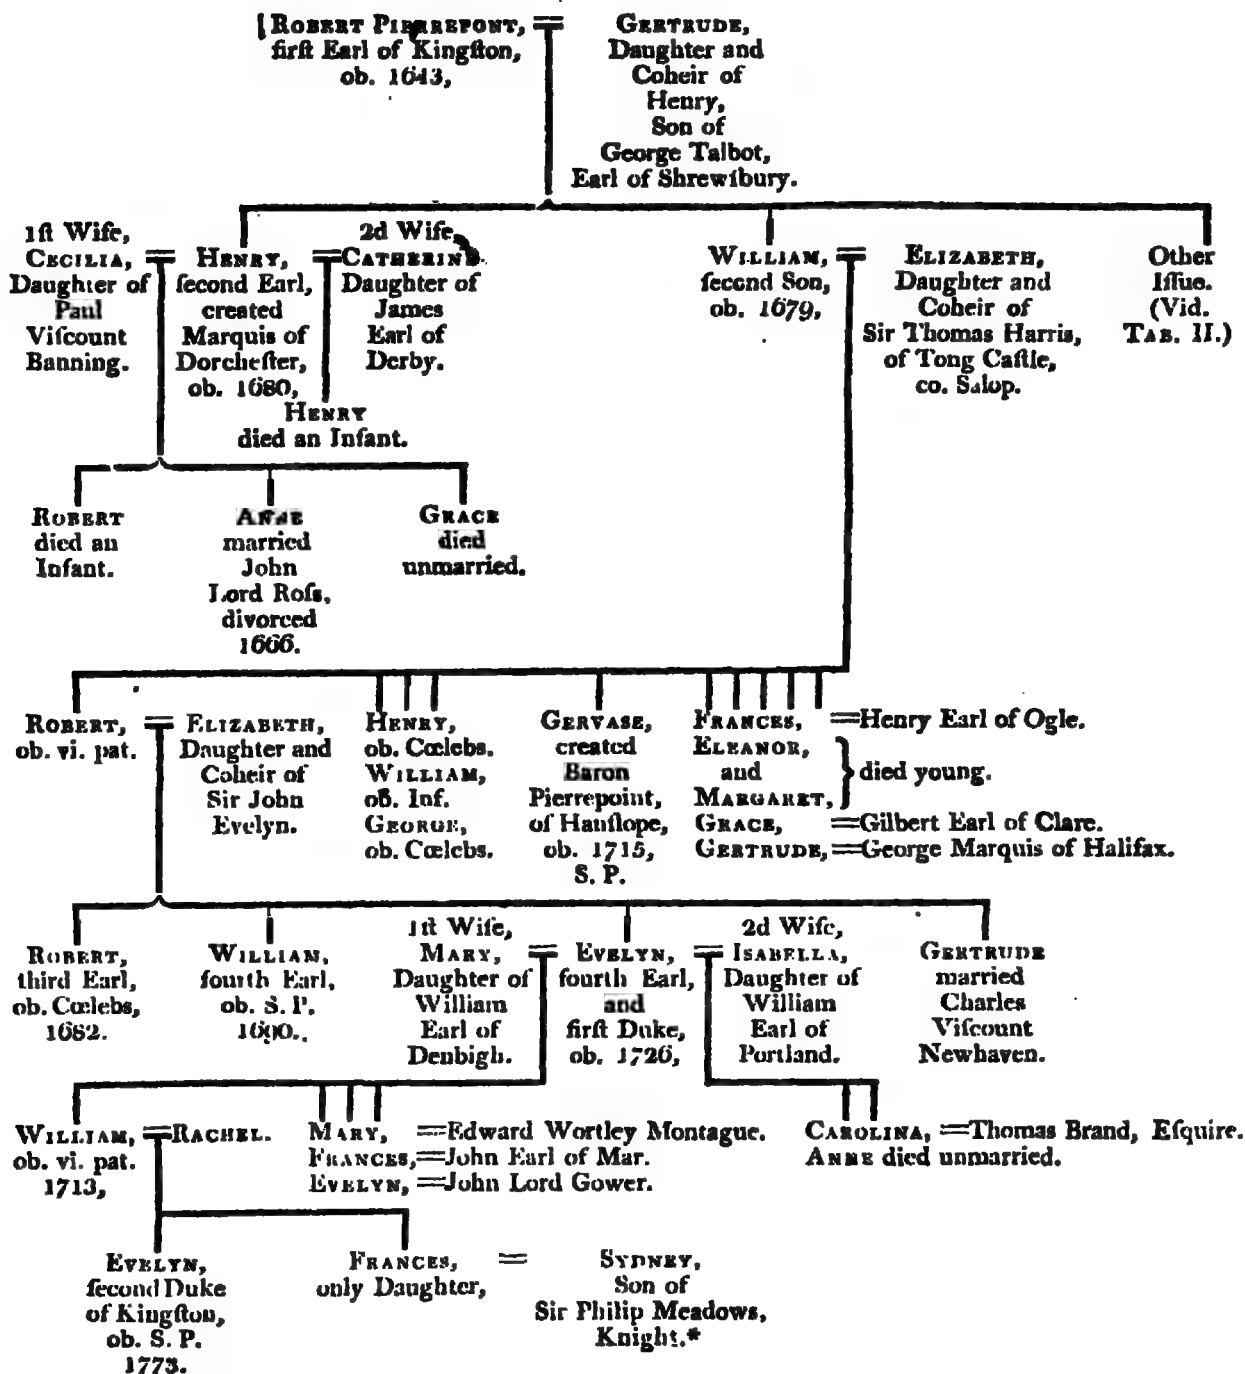 [ROBERT PIERREPONT, =
firſt Earl of Kingſton,
ob. 1643,
GERTRUDE,
Daughter and
Coheir of
Henry,
Son of
George Talbot,
Earl of Shrewſbury.
1ſt Wife,
CECILIA,
Daughter of
Paul
Viſcount
Banning.
=
HENRY,
ſecond Earl,
created
Marquis of
Dorcheſter,
ob. 1680,
=
2d Wife,
CATHERINE
Daughter of
James
Earl of
Derby.
WILLIAM, =
ſecond Son,
ob. 1679,
ELIZABETH,
Daughter and
Coheir of
Sir Thomas Harris,
of Tong Caſtle,
co. Salop.
Other
Iſſue.
(Vid.
TAB. II.)
HENRY
died an Infant.
ROBERT
died an
Infant.
ANNE
married
John
Lord Roſs,
divorced
1666.
GRACE
died
unmarried.
ROBERT, =
ob. vi. pat.
ELIZABETH,
Daughter and
Coheir of
Sir John
Evelyn.
HENRY,
ob. Cœlebs.
WILLIAM,
ob. Inf.
GEORGE,
ob. Cœlebs.
GERVASE,
created
Baron
Pierrepoint,
of Hanſlope,
ob. 1715,
S. P.
FRANCES, =Henry Earl of Ogle.
ELEANOR,
and } died young.
MARGARET,
GRACE, =Gilbert Earl of Clare.
GERTRUDE,=George Marquis of Halifax.
ROBERT,
third Earl,
ob. Cœlebs,
1682.
WILLIAM,
fourth Earl,
ob. S. P.
1690.
1ſt Wife,
MARY, =
Daughter of
William
Earl of
Denbigh.
EVELYN, =
fourth Earl,
and
firſt Duke,
ob. 1726,
2d Wife,
ISABELLA,
Daughter of
William
Earl of
Portland.
GERTRUDE
married
Charles
Viſcount
Newhaven.
WILLIAM, =RACHEL.
ob. vi. pat.
1713,
MARY, =Edward Wortley Montague.
FRANCES,=John Earl of Mar.
EVELYN, =John Lord Gower.
CAROLINA, =Thomas Brand, Eſquire.
ANNE died unmarried.
EVELYN,
ſecond Duke
of Kingſton,
ob. S. P.
1773.
FRANCES, =
only Daughter,
SYDNEY,
Son of
Sir Philip Meadows,
Knight.*